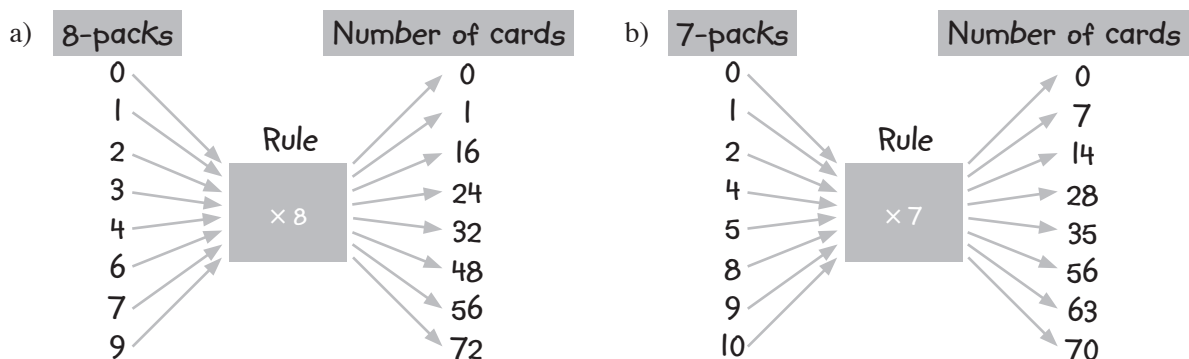 a) 8-packs Number of cards b) 7-packs Number of cards
0 0 0 0
1 1 1 7
Rule Rule
2 16 2 14
3 24 4 28
× 8 × 7
4 32 5 35
6 48 8 56
7 56 9 63
9 72 10 70